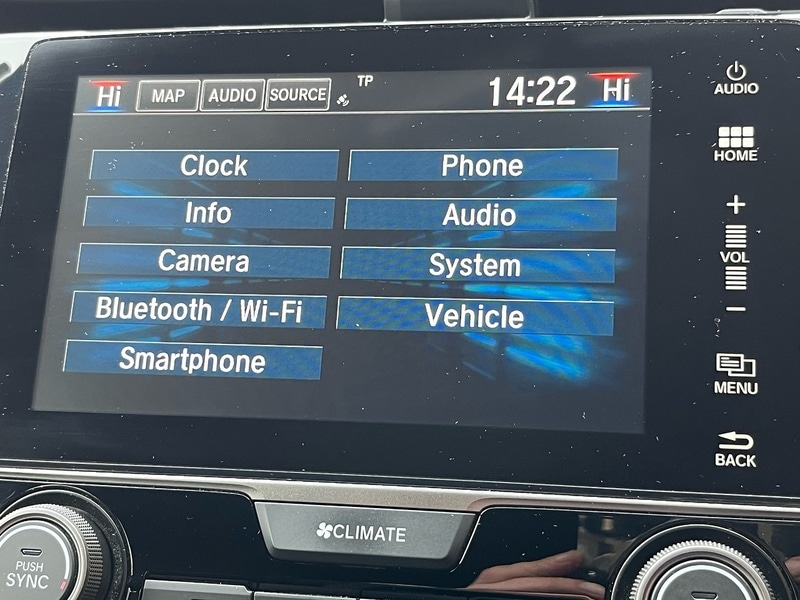 Hi MAP AUDIO SOURCE TP 14:22 Hi
Clock Phone
Info Audio
Camera System
Bluetooth / Wi-Fi Vehicle
Smartphone
AUDIO
HOME
+
VOL
−
MENU
BACK
CLIMATE
PUSH
SYNC